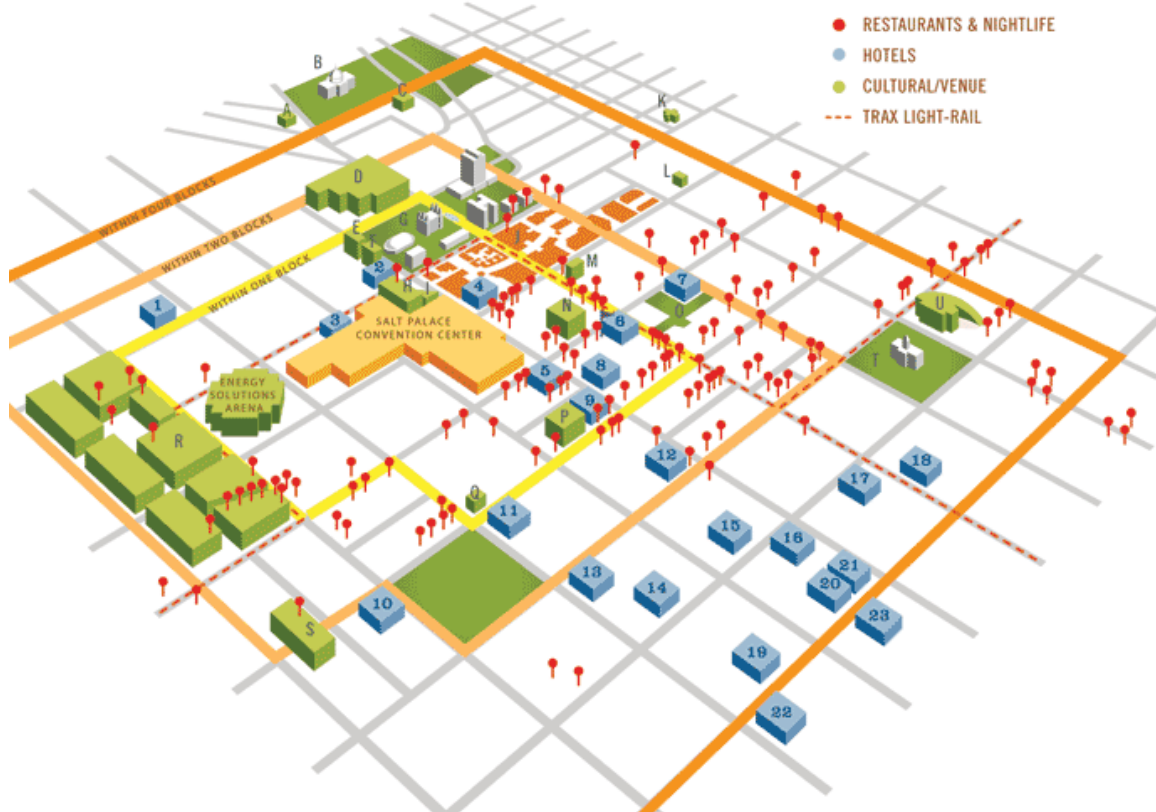 RESTAURANTS & NIGHTLIFE
HOTELS
CULTURAL/VENUE
TRAX LIGHT-RAIL
B
C
A
K
L
D
WITHIN FOUR BLOCKS
WITHIN TWO BLOCKS
WITHIN ONE BLOCK
E
F
G
J
M
2
H
I
4
7
1
3
N
O
6
U
SALT PALACE
CONVENTION CENTER
T
5
8
ENERGY
SOLUTIONS
ARENA
9
P
R
12
18
17
Q
11
15
16
21
20
13
14
10
23
S
19
22